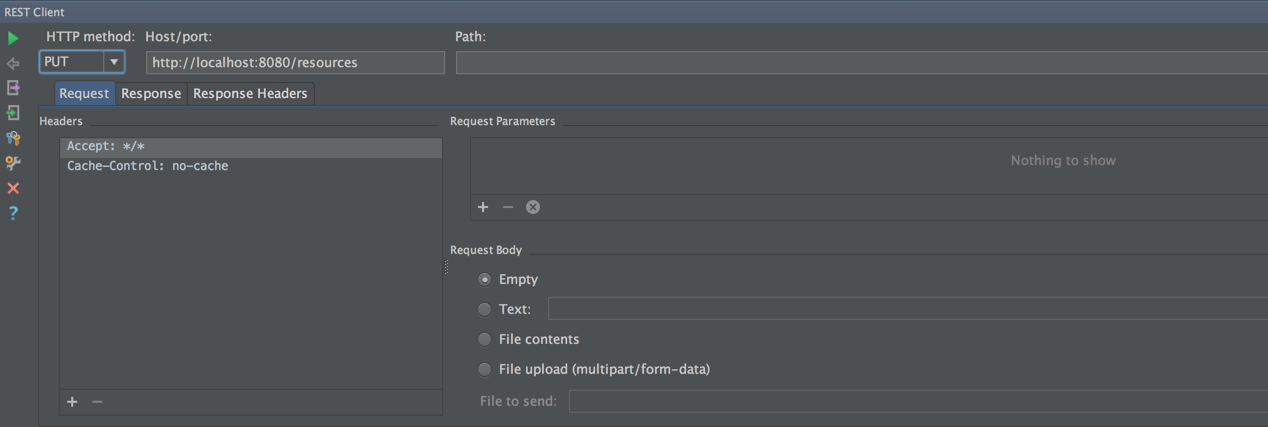 REST Client
HTTP method: Host/port: Path:
PUT http://localhost:8080/resources
Request Response Response Headers
Headers
Accept: */*
Cache-Control: no-cache
Request Parameters
Nothing to show
Request Body
Empty
Text:
File contents
File upload (multipart/form-data)
File to send: